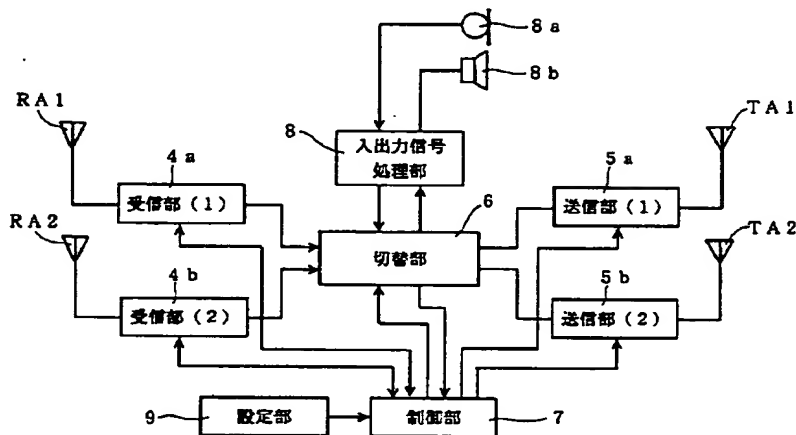 8a
8b
RA1
TA1
8
入出力信号
処理部
4a
5a
受信部(1)
送信部(1)
6
RA2
TA2
切替部
4b
5b
受信部(2)
送信部(2)
9
設定部
制御部
7